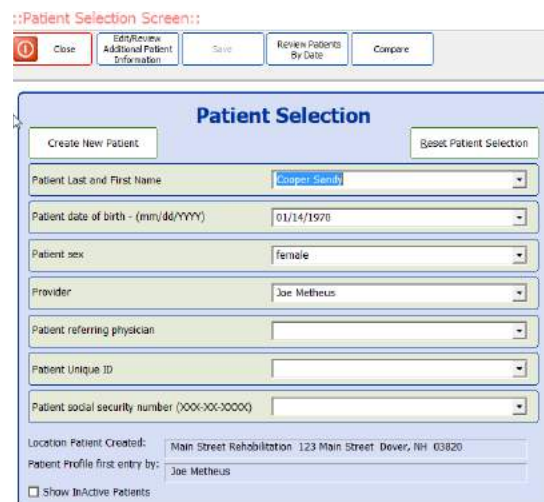 ::Patient Selection Screen::
Close
Edit/Review
Additional Patient
Information
Save
Review Patients
By Date
Compare
Patient Selection
Create New Patient
Reset Patient Selection
Patient Last and First Name Cooper Sandy
Patient date of birth - (mm/dd/YYYY) 01/14/1970
Patient sex female
Provider Joe Metheus
Patient referring physician
Patient Unique ID
Patient social security number (XXX-XX-XXXX)
Location Patient Created: Main Street Rehabilitation 123 Main Street Dover, NH 03820
Patient Profile first entry by: Joe Metheus
Show InActive Patients